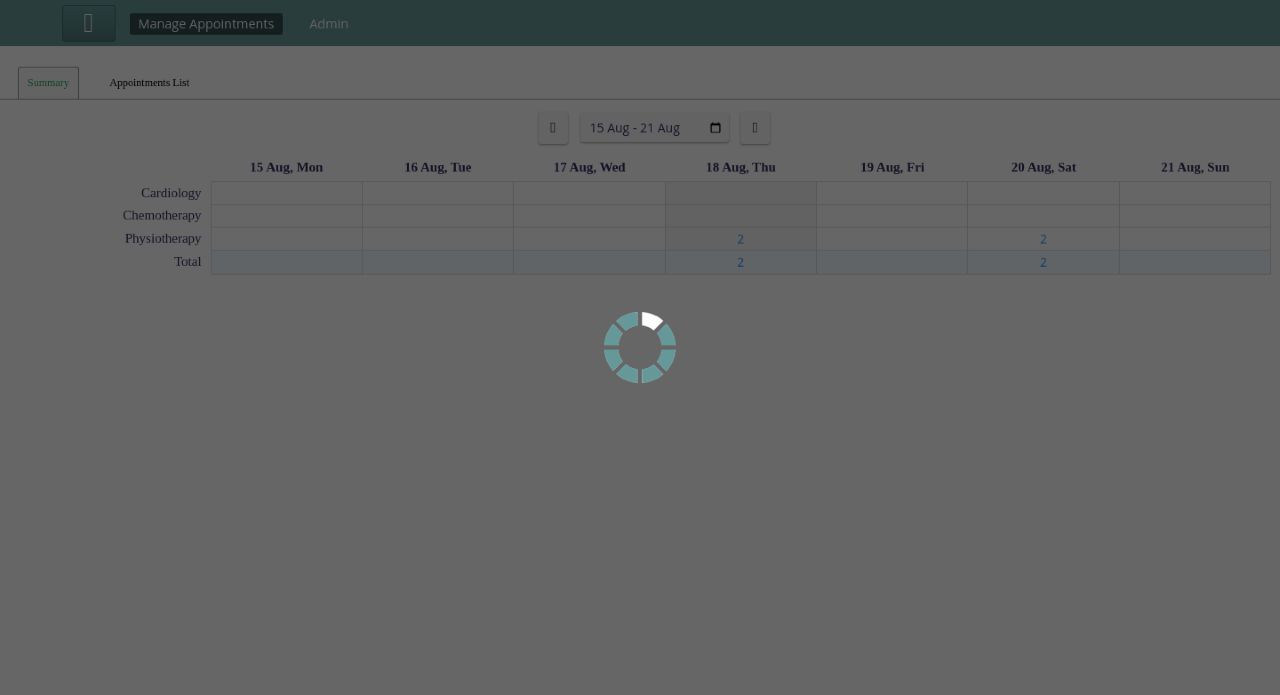 Manage Appointments Admin
Summary Appointments List
15 Aug - 21 Aug
15 Aug, Mon 16 Aug, Tue 17 Aug, Wed 18 Aug, Thu 19 Aug, Fri 20 Aug, Sat 21 Aug, Sun
Cardiology
Chemotherapy
Physiotherapy 2 2
Total 2 2